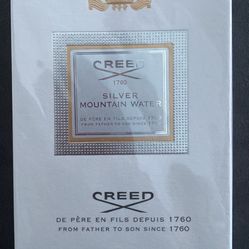 CREED
1760
SILVER
MOUNTAIN WATER
DE PÈRE EN FILS DEPUIS 1760
FROM FATHER TO SON SINCE 1760
CREED
DE PÈRE EN FILS DEPUIS 1760
FROM FATHER TO SON SINCE 1760